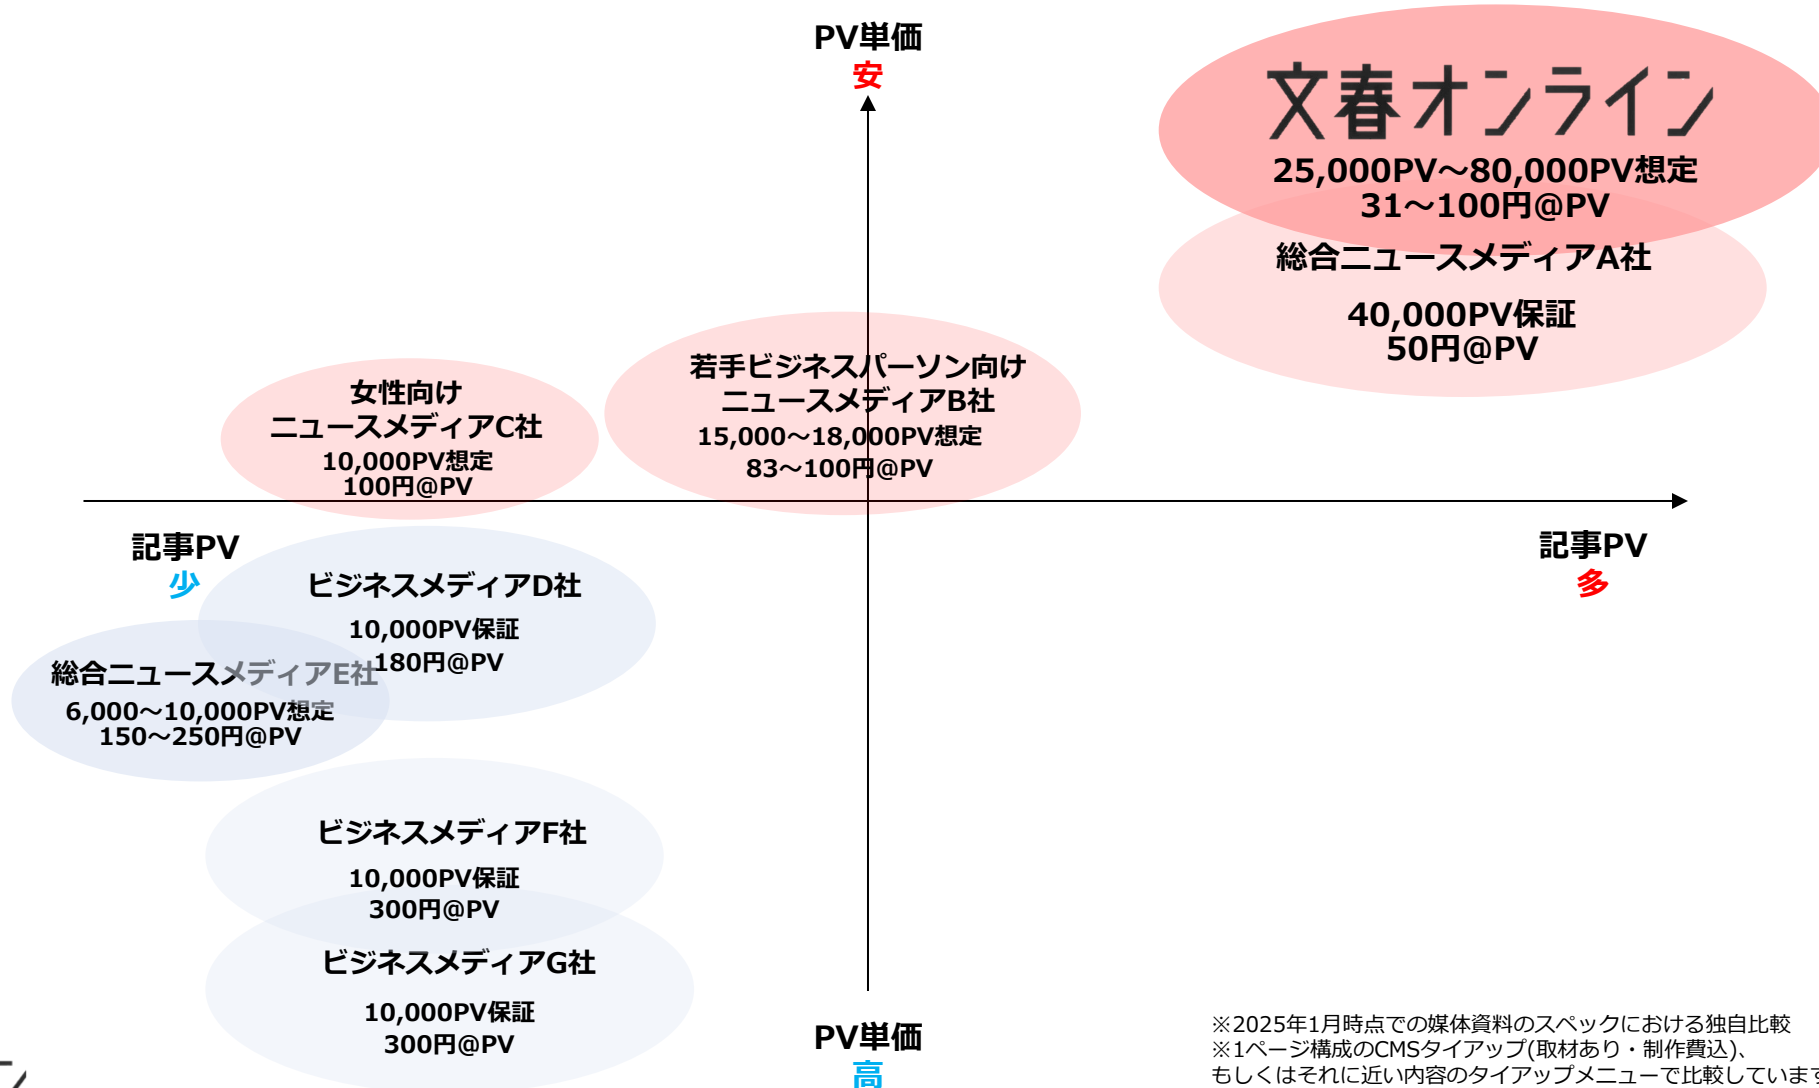 PV単価
安
文春オンライン
25,000PV～80,000PV想定
31～100円@PV
総合ニュースメディアA社
40,000PV保証
50円@PV
若手ビジネスパーソン向け
ニュースメディアB社
15,000～18,000PV想定
83～100円@PV
女性向け
ニュースメディアC社
10,000PV想定
100円@PV
記事PV
少
記事PV
多
ビジネスメディアD社
10,000PV保証
180円@PV
総合ニュースメディアE社
6,000～10,000PV想定
150～250円@PV
ビジネスメディアF社
10,000PV保証
300円@PV
ビジネスメディアG社
10,000PV保証
300円@PV
PV単価
高
※2025年1月時点での媒体資料のスペックにおける独自比較
※1ページ構成のCMSタイアップ(取材あり・制作費込)、
もしくはそれに近い内容のタイアップメニューで比較しています
ン